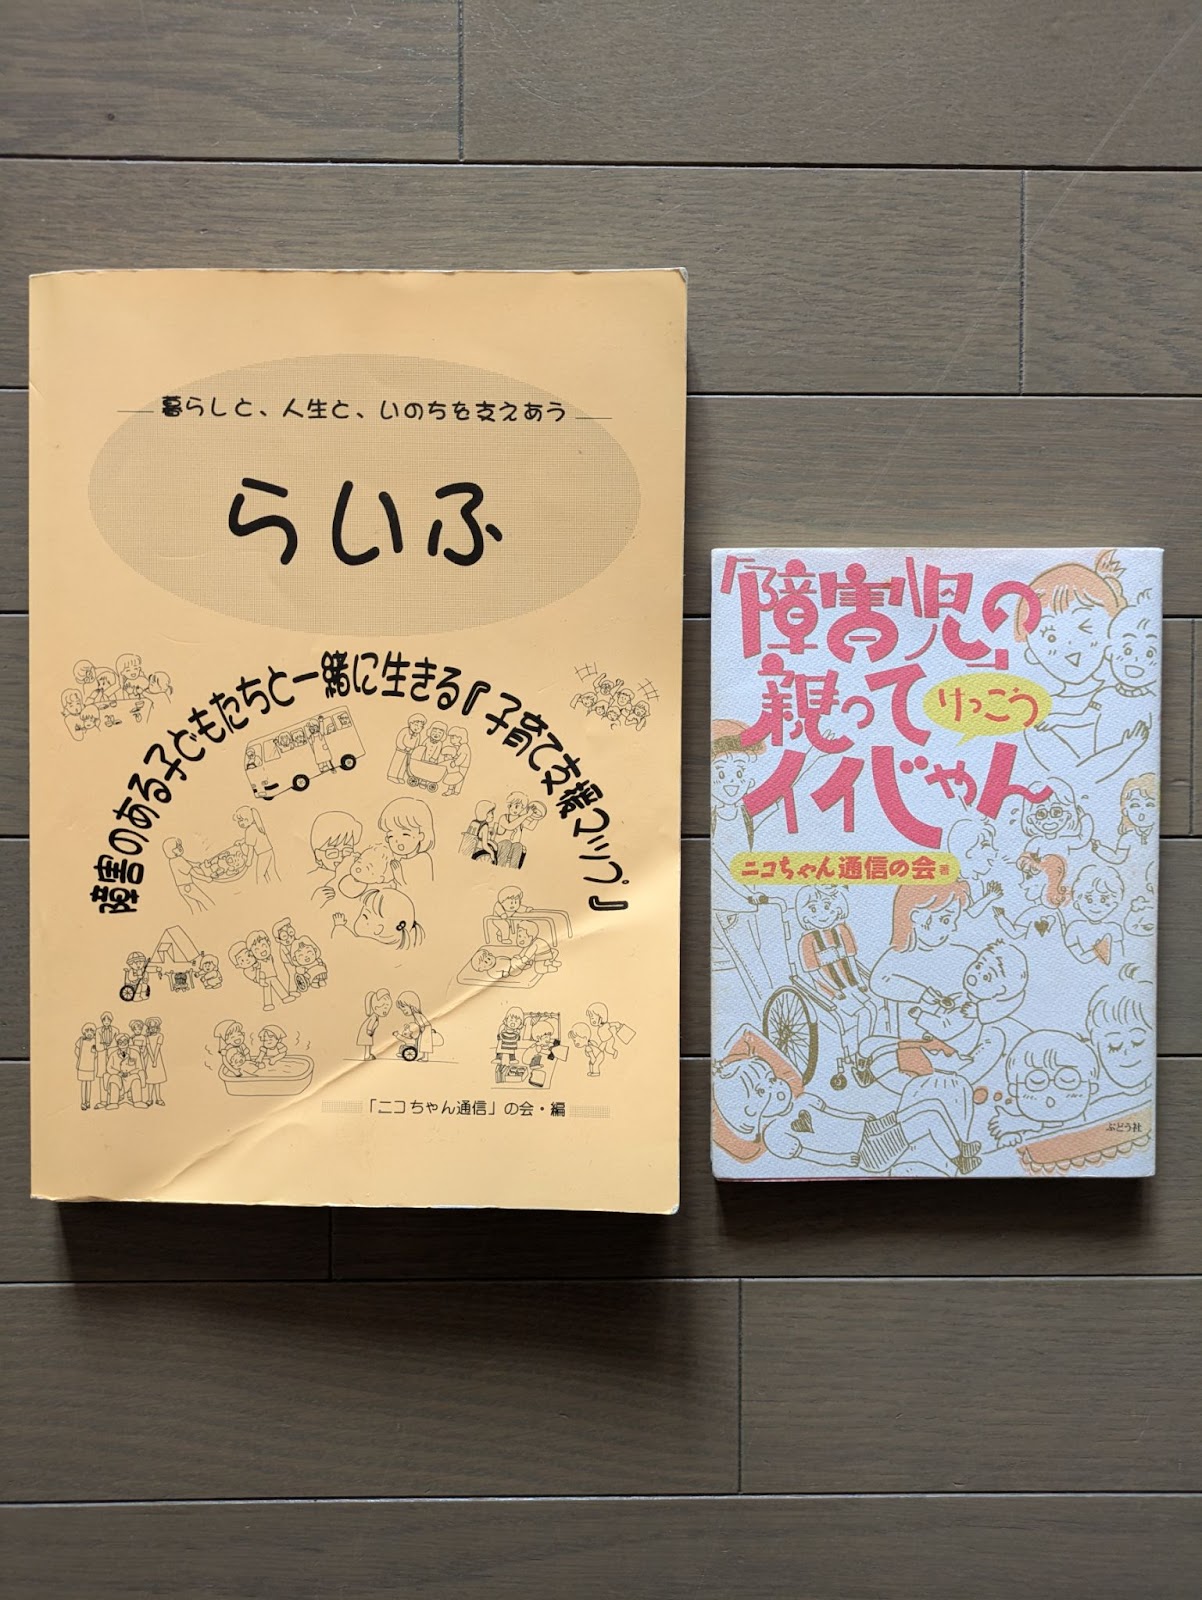 暮らしと、人生と、いのちを支えあう
らいふ
障害のある子どもたちと一緒に生きる『子育て支援マップ』
「ニコちゃん通信」の会・編
「障害児」の
親って
けっこう
イイじゃん
ニコちゃん通信の会 著
ぶどう社